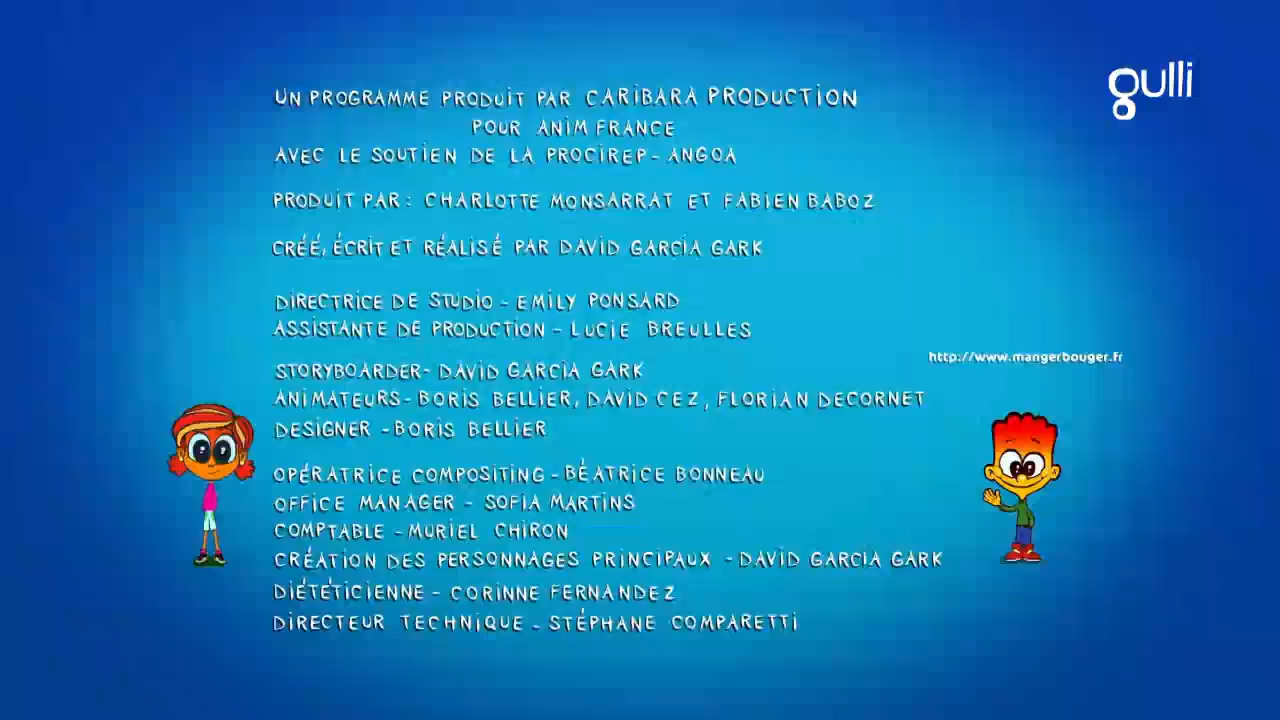 gulli
UN PROGRAMME PRODUIT PAR CARIBARA PRODUCTION
POUR ANIM FRANCE
AVEC LE SOUTIEN DE LA PROCIREP - ANGOA
PRODUIT PAR : CHARLOTTE MONSARRAT ET FABIEN BABOZ
CRÉÉ, ÉCRIT ET RÉALISÉ PAR DAVID GARCIA GARK
DIRECTRICE DE STUDIO - EMILY PONSARD
ASSISTANTE DE PRODUCTION - LUCIE BREULLES
http://www.mangerbouger.fr
STORYBOARDER- DAVID GARCIA GARK
ANIMATEURS- BORIS BELLIER, DAVID CEZ, FLORIAN DECORNET
DESIGNER -BORIS BELLIER
OPÉRATRICE COMPOSITING - BÉATRICE BONNEAU
OFFICE MANAGER - SOFIA MARTINS
COMPTABLE -MURIEL CHIRON
CRÉATION DES PERSONNAGES PRINCIPAUX -DAVID GARCIA GARK
DIÉTÉTICIENNE - CORINNE FERNANDEZ
DIRECTEUR TECHNIQUE - STÉPHANE COMPARETTI